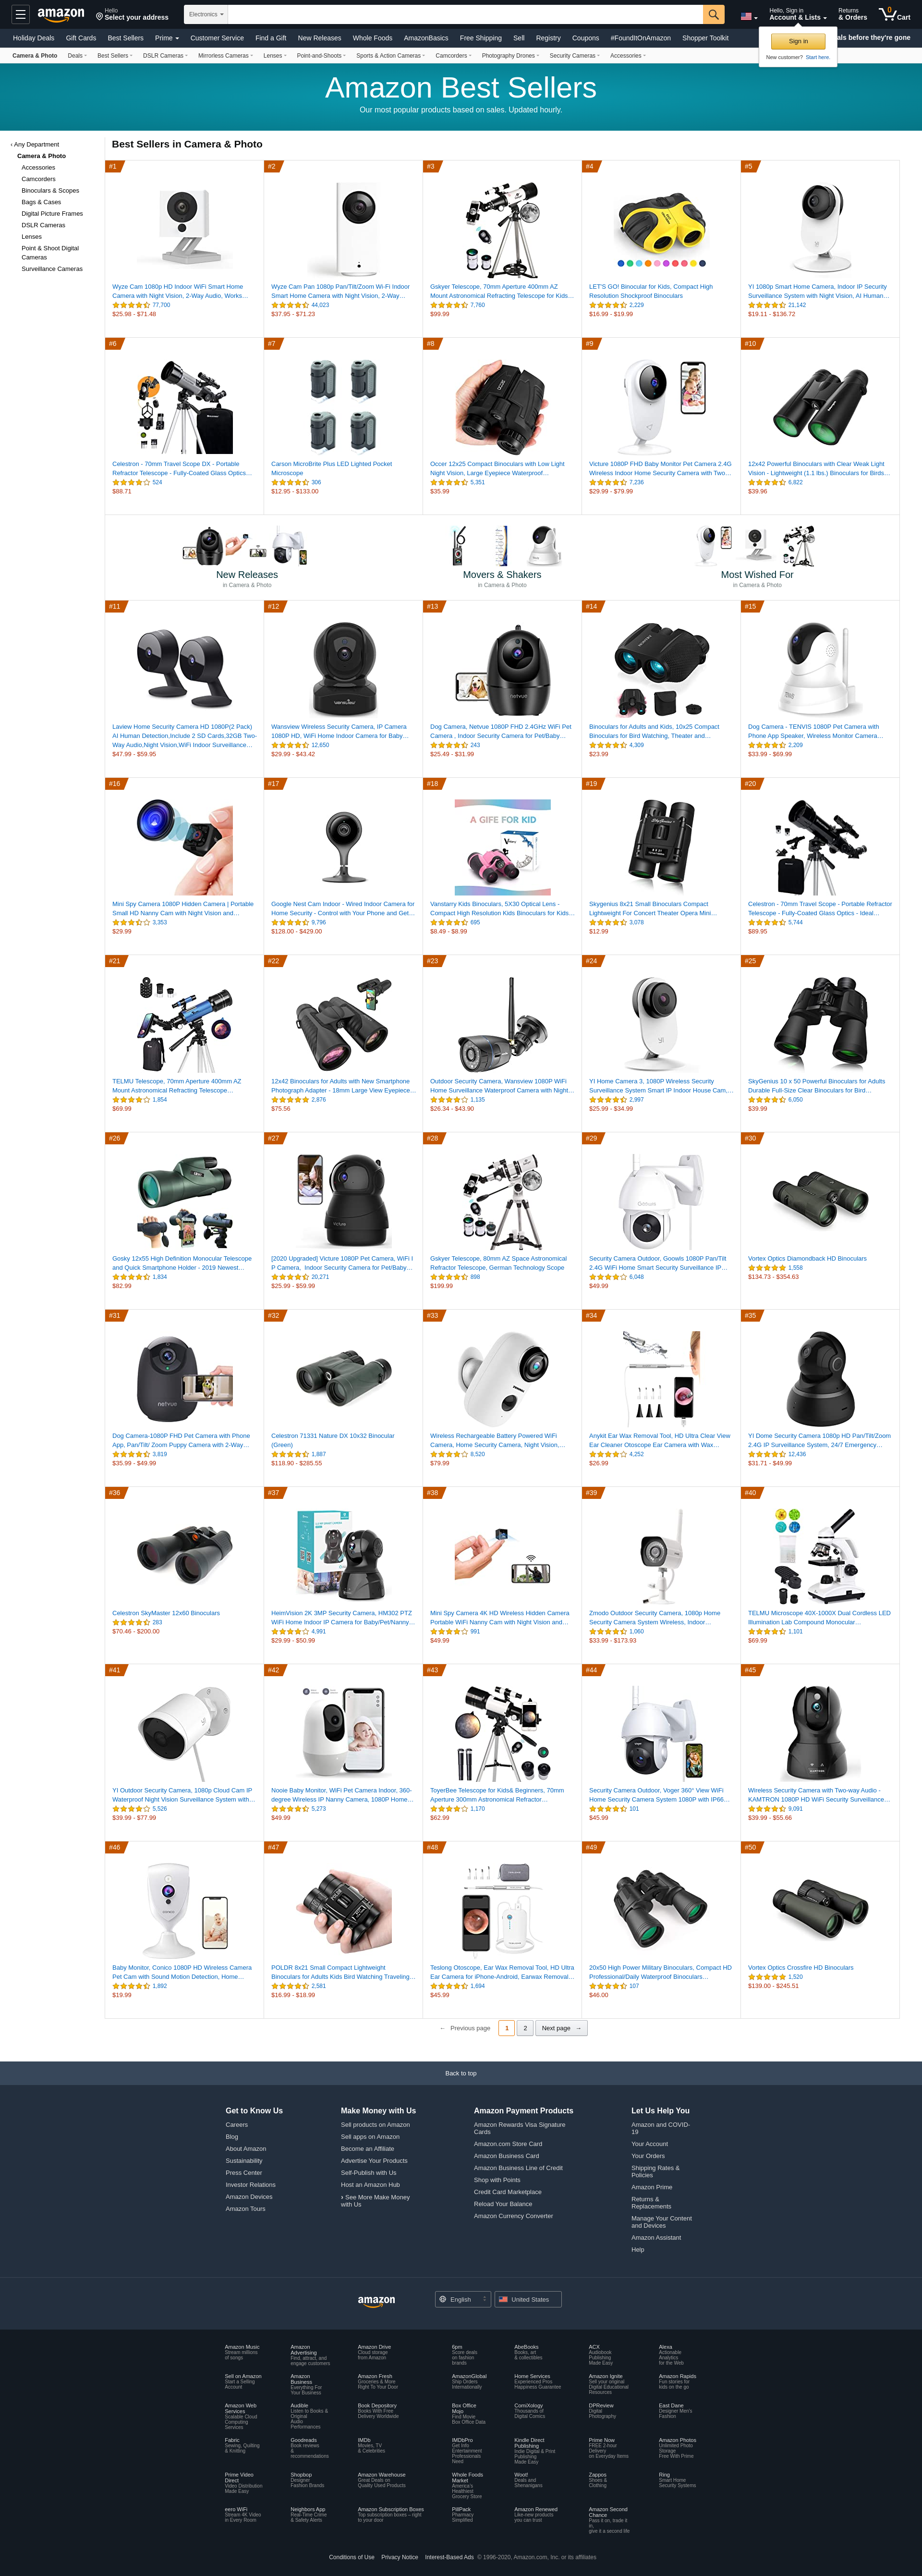 Hello
Select your address
Electronics
Hello, Sign in
Account & Lists
Returns
& Orders
0
Cart
Holiday Deals Gift Cards Best Sellers Prime Customer Service Find a Gift New Releases Whole Foods AmazonBasics Free Shipping Sell Registry Coupons #FoundItOnAmazon Shopper Toolkit
als before they're gone
Sign in
New customer? Start here.
Camera & Photo Deals Best Sellers DSLR Cameras Mirrorless Cameras Lenses Point-and-Shoots Sports & Action Cameras Camcorders Photography Drones Security Cameras Accessories
Amazon Best Sellers
Our most popular products based on sales. Updated hourly.
‹ Any Department
Camera & Photo
Accessories
Camcorders
Binoculars & Scopes
Bags & Cases
Digital Picture Frames
DSLR Cameras
Lenses
Point & Shoot Digital
Cameras
Surveillance Cameras
Best Sellers in Camera & Photo
#1
Wyze Cam 1080p HD Indoor WiFi Smart Home
Camera with Night Vision, 2-Way Audio, Works…
77,700
$25.98 - $71.48
#2
Wyze Cam Pan 1080p Pan/Tilt/Zoom Wi-Fi Indoor
Smart Home Camera with Night Vision, 2-Way…
44,023
$37.95 - $71.23
#3
Gskyer Telescope, 70mm Aperture 400mm AZ
Mount Astronomical Refracting Telescope for Kids…
7,760
$99.99
#4
LET'S GO! Binocular for Kids, Compact High
Resolution Shockproof Binoculars
2,229
$16.99 - $19.99
#5
YI 1080p Smart Home Camera, Indoor IP Security
Surveillance System with Night Vision, AI Human…
21,142
$19.11 - $136.72
#6
Celestron - 70mm Travel Scope DX - Portable
Refractor Telescope - Fully-Coated Glass Optics…
524
$88.71
#7
Carson MicroBrite Plus LED Lighted Pocket
Microscope
306
$12.95 - $133.00
#8
Occer 12x25 Compact Binoculars with Low Light
Night Vision, Large Eyepiece Waterproof…
5,351
$35.99
#9
Victure 1080P FHD Baby Monitor Pet Camera 2.4G
Wireless Indoor Home Security Camera with Two…
7,236
$29.99 - $79.99
#10
12x42 Powerful Binoculars with Clear Weak Light
Vision - Lightweight (1.1 lbs.) Binoculars for Birds…
6,822
$39.96
New Releases
in Camera & Photo
Movers & Shakers
in Camera & Photo
Most Wished For
in Camera & Photo
#11
Laview Home Security Camera HD 1080P(2 Pack)
AI Human Detection,Include 2 SD Cards,32GB Two-
Way Audio,Night Vision,WiFi Indoor Surveillance…
$47.99 - $59.95
#12
Wansview Wireless Security Camera, IP Camera
1080P HD, WiFi Home Indoor Camera for Baby…
12,650
$29.99 - $43.42
#13
Dog Camera, Netvue 1080P FHD 2.4GHz WiFi Pet
Camera , Indoor Security Camera for Pet/Baby…
243
$25.49 - $31.99
#14
Binoculars for Adults and Kids, 10x25 Compact
Binoculars for Bird Watching, Theater and…
4,309
$23.99
#15
Dog Camera - TENVIS 1080P Pet Camera with
Phone App Speaker, Wireless Monitor Camera…
2,209
$33.99 - $69.99
#16
Mini Spy Camera 1080P Hidden Camera | Portable
Small HD Nanny Cam with Night Vision and…
3,353
$29.99
#17
Google Nest Cam Indoor - Wired Indoor Camera for
Home Security - Control with Your Phone and Get…
9,796
$128.00 - $429.00
#18
A GIFE FOR KID
Vanstarry Kids Binoculars, 5X30 Optical Lens -
Compact High Resolution Kids Binoculars for Kids…
695
$8.49 - $8.99
#19
Skygenius 8x21 Small Binoculars Compact
Lightweight For Concert Theater Opera Mini…
3,078
$12.99
#20
Celestron - 70mm Travel Scope - Portable Refractor
Telescope - Fully-Coated Glass Optics - Ideal…
5,744
$89.95
#21
TELMU Telescope, 70mm Aperture 400mm AZ
Mount Astronomical Refracting Telescope…
1,854
$69.99
#22
12x42 Binoculars for Adults with New Smartphone
Photograph Adapter - 18mm Large View Eyepiece…
2,876
$75.56
#23
Outdoor Security Camera, Wansview 1080P WiFi
Home Surveillance Waterproof Camera with Night…
1,135
$26.34 - $43.90
#24
YI Home Camera 3, 1080P Wireless Security
Surveillance System Smart IP Indoor House Cam,…
2,997
$25.99 - $34.99
#25
SkyGenius 10 x 50 Powerful Binoculars for Adults
Durable Full-Size Clear Binoculars for Bird…
6,050
$39.99
#26
Gosky 12x55 High Definition Monocular Telescope
and Quick Smartphone Holder - 2019 Newest…
1,834
$82.99
#27
[2020 Upgraded] Victure 1080P Pet Camera, WiFi I
P Camera, Indoor Security Camera for Pet/Baby…
20,271
$25.99 - $59.99
#28
Gskyer Telescope, 80mm AZ Space Astronomical
Refractor Telescope, German Technology Scope
898
$199.99
#29
Security Camera Outdoor, Goowls 1080P Pan/Tilt
2.4G WiFi Home Smart Security Surveillance IP…
6,048
$49.99
#30
Vortex Optics Diamondback HD Binoculars
1,558
$134.73 - $354.63
#31
Dog Camera-1080P FHD Pet Camera with Phone
App, Pan/Tilt/ Zoom Puppy Camera with 2-Way…
3,819
$35.99 - $49.99
#32
Celestron 71331 Nature DX 10x32 Binocular
(Green)
1,887
$118.90 - $285.55
#33
Wireless Rechargeable Battery Powered WiFi
Camera, Home Security Camera, Night Vision,…
8,520
$79.99
#34
Anykit Ear Wax Removal Tool, HD Ultra Clear View
Ear Cleaner Otoscope Ear Camera with Wax…
4,252
$26.99
#35
YI Dome Security Camera 1080p HD Pan/Tilt/Zoom
2.4G IP Surveillance System, 24/7 Emergency…
12,436
$31.71 - $49.99
#36
Celestron SkyMaster 12x60 Binoculars
283
$70.46 - $200.00
#37
HeimVision 2K 3MP Security Camera, HM302 PTZ
WiFi Home Indoor IP Camera for Baby/Pet/Nanny…
4,991
$29.99 - $50.99
#38
Mini Spy Camera 4K HD Wireless Hidden Camera
Portable WiFi Nanny Cam with Night Vision and…
991
$49.99
#39
Zmodo Outdoor Security Camera, 1080p Home
Security Camera System Wireless, Indoor…
1,060
$33.99 - $173.93
#40
TELMU Microscope 40X-1000X Dual Cordless LED
Illumination Lab Compound Monocular…
1,101
$69.99
#41
YI Outdoor Security Camera, 1080p Cloud Cam IP
Waterproof Night Vision Surveillance System with…
5,526
$39.99 - $77.99
#42
Nooie Baby Monitor, WiFi Pet Camera Indoor, 360-
degree Wireless IP Nanny Camera, 1080P Home…
5,273
$49.99
#43
ToyerBee Telescope for Kids& Beginners, 70mm
Aperture 300mm Astronomical Refractor…
1,170
$62.99
#44
Security Camera Outdoor, Voger 360° View WiFi
Home Security Camera System 1080P with IP66…
101
$45.99
#45
Wireless Security Camera with Two-way Audio -
KAMTRON 1080P HD WiFi Security Surveillance…
9,091
$39.99 - $55.66
#46
Baby Monitor, Conico 1080P HD Wireless Camera
Pet Cam with Sound Motion Detection, Home…
1,892
$19.99
#47
POLDR 8x21 Small Compact Lightweight
Binoculars for Adults Kids Bird Watching Traveling…
2,581
$16.99 - $18.99
#48
Teslong Otoscope, Ear Wax Removal Tool, HD Ultra
Ear Camera for iPhone-Android, Earwax Removal…
1,694
$45.99
#49
20x50 High Power Military Binoculars, Compact HD
Professional/Daily Waterproof Binoculars…
107
$46.00
#50
Vortex Optics Crossfire HD Binoculars
1,520
$139.00 - $245.51
← Previous page 1 2 Next page →
Back to top
Get to Know Us
Careers
Blog
About Amazon
Sustainability
Press Center
Investor Relations
Amazon Devices
Amazon Tours
Make Money with Us
Sell products on Amazon
Sell apps on Amazon
Become an Affiliate
Advertise Your Products
Self-Publish with Us
Host an Amazon Hub
› See More Make Money
with Us
Amazon Payment Products
Amazon Rewards Visa Signature
Cards
Amazon.com Store Card
Amazon Business Card
Amazon Business Line of Credit
Shop with Points
Credit Card Marketplace
Reload Your Balance
Amazon Currency Converter
Let Us Help You
Amazon and COVID-
19
Your Account
Your Orders
Shipping Rates &
Policies
Amazon Prime
Returns &
Replacements
Manage Your Content
and Devices
Amazon Assistant
Help
amazon
English
United States
Amazon Music
Stream millions
of songs
Amazon
Advertising
Find, attract, and
engage customers
Amazon Drive
Cloud storage
from Amazon
6pm
Score deals
on fashion
brands
AbeBooks
Books, art
& collectibles
ACX
Audiobook
Publishing
Made Easy
Alexa
Actionable
Analytics
for the Web
Sell on Amazon
Start a Selling
Account
Amazon
Business
Everything For
Your Business
Amazon Fresh
Groceries & More
Right To Your Door
AmazonGlobal
Ship Orders
Internationally
Home Services
Experienced Pros
Happiness Guarantee
Amazon Ignite
Sell your original
Digital Educational
Resources
Amazon Rapids
Fun stories for
kids on the go
Amazon Web
Services
Scalable Cloud
Computing
Services
Audible
Listen to Books &
Original
Audio
Performances
Book Depository
Books With Free
Delivery Worldwide
Box Office
Mojo
Find Movie
Box Office Data
ComiXology
Thousands of
Digital Comics
DPReview
Digital
Photography
East Dane
Designer Men's
Fashion
Fabric
Sewing, Quilting
& Knitting
Goodreads
Book reviews
&
recommendations
IMDb
Movies, TV
& Celebrities
IMDbPro
Get Info
Entertainment
Professionals
Need
Kindle Direct
Publishing
Indie Digital & Print
Publishing
Made Easy
Prime Now
FREE 2-hour
Delivery
on Everyday Items
Amazon Photos
Unlimited Photo
Storage
Free With Prime
Prime Video
Direct
Video Distribution
Made Easy
Shopbop
Designer
Fashion Brands
Amazon Warehouse
Great Deals on
Quality Used Products
Whole Foods
Market
America's
Healthiest
Grocery Store
Woot!
Deals and
Shenanigans
Zappos
Shoes &
Clothing
Ring
Smart Home
Security Systems
eero WiFi
Stream 4K Video
in Every Room
Neighbors App
Real-Time Crime
& Safety Alerts
Amazon Subscription Boxes
Top subscription boxes – right
to your door
PillPack
Pharmacy
Simplified
Amazon Renewed
Like-new products
you can trust
Amazon Second
Chance
Pass it on, trade it
in,
give it a second life
Conditions of Use Privacy Notice Interest-Based Ads © 1996-2020, Amazon.com, Inc. or its affiliates